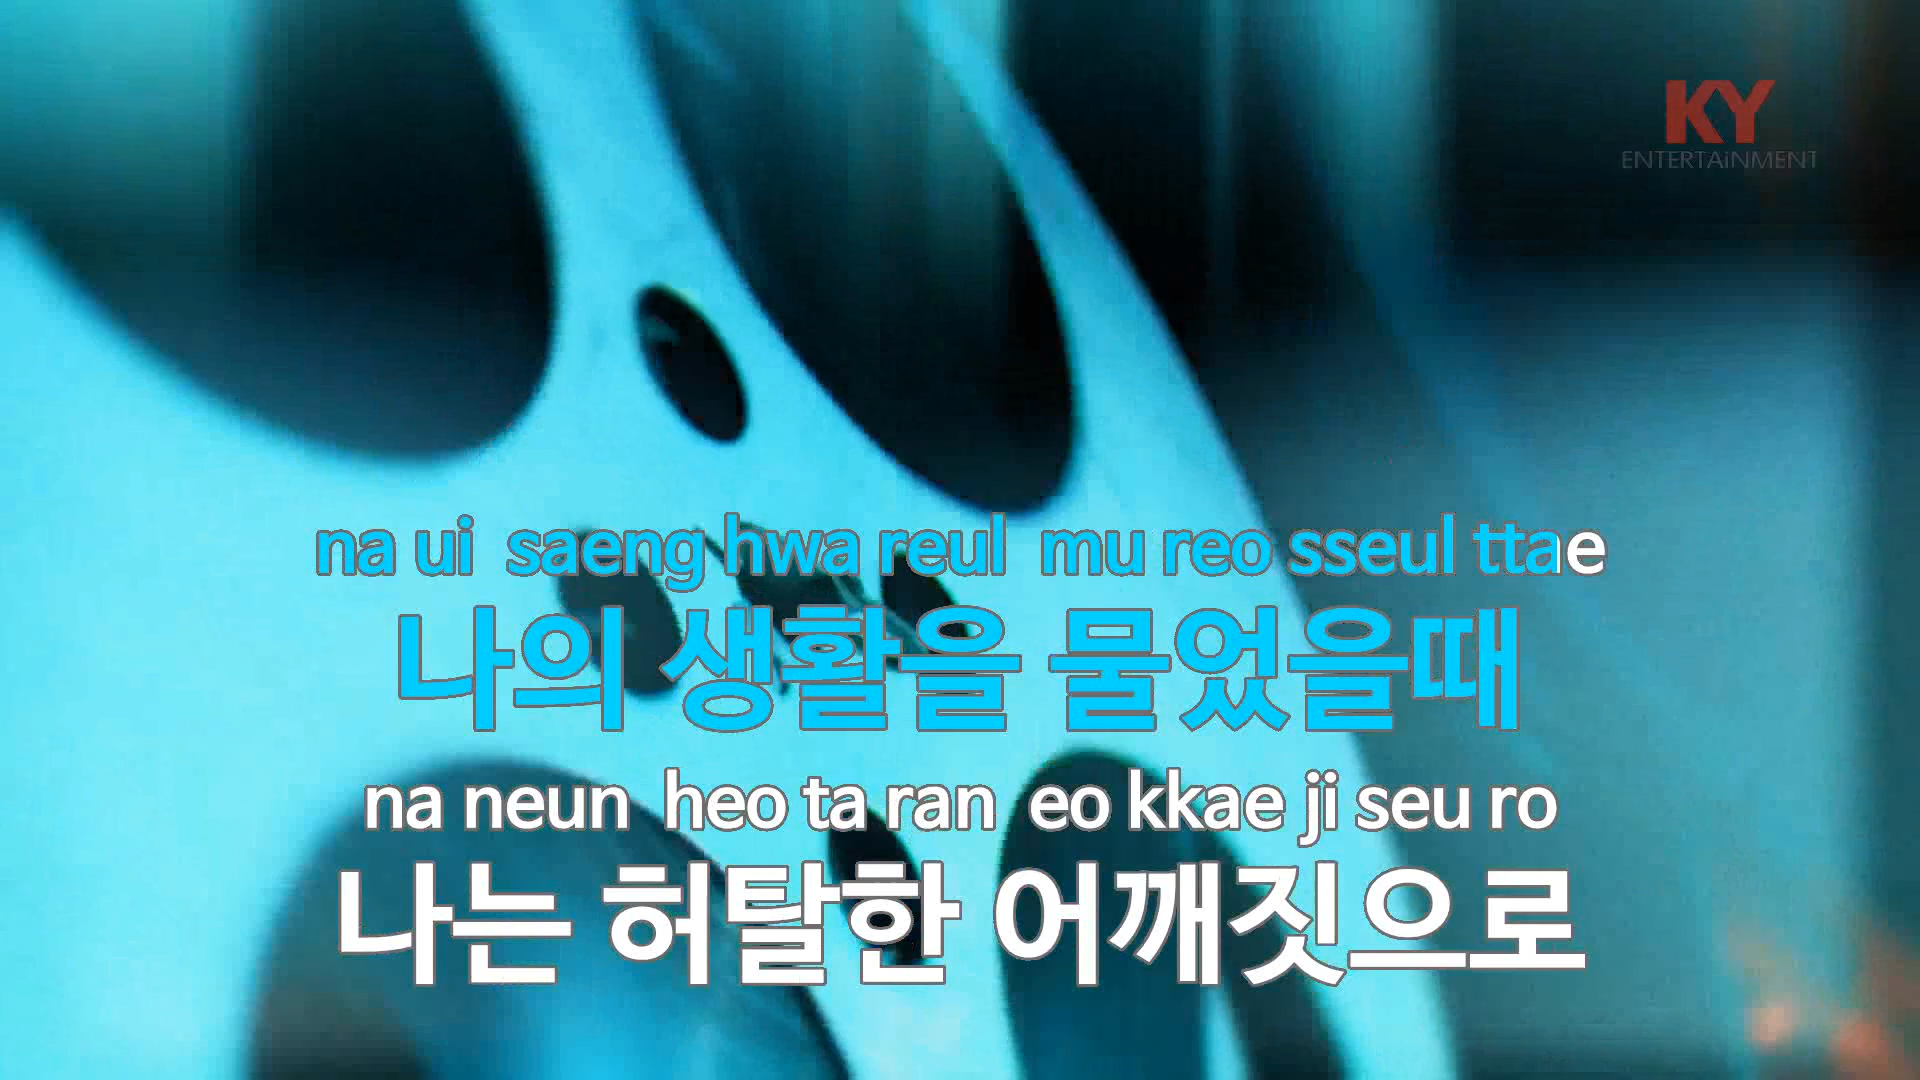 KY
ENTERTAiNMENT
na ui saeng hwa reul mu reo sseul ttae
나의 생활을 물었을때
na neun heo ta ran eo kkae ji seu ro
나는 허탈한 어깨짓으로